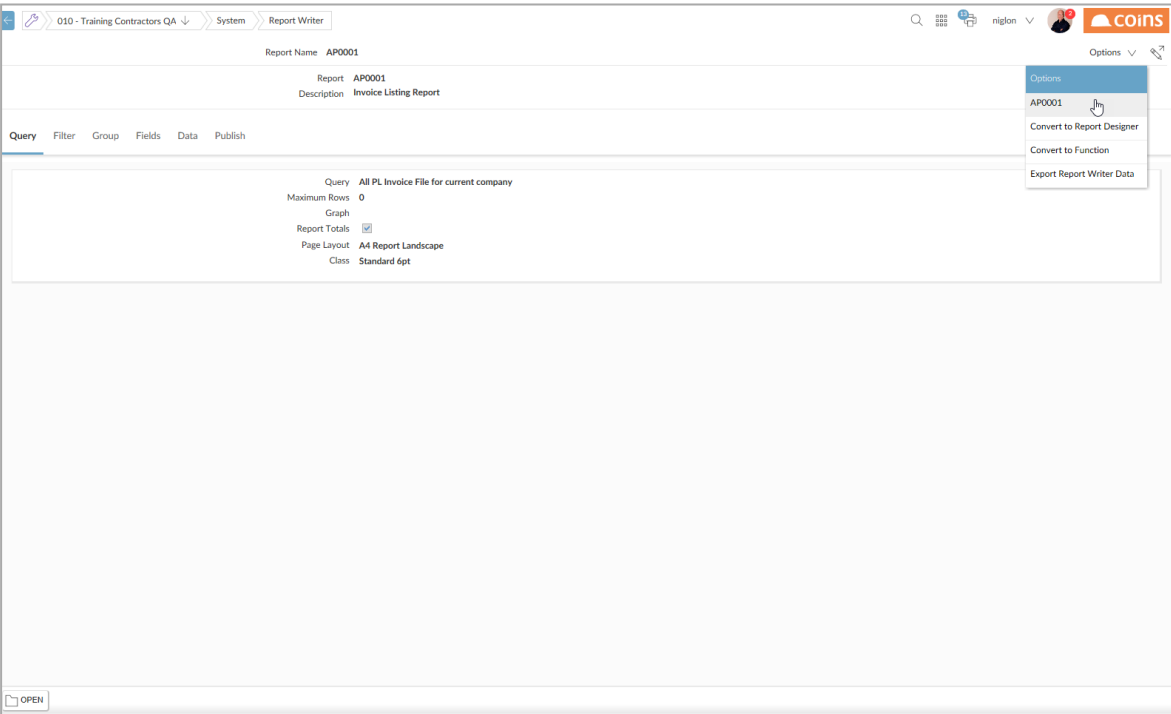 010 - Training Contractors QA System Report Writer 12 niglon 2 coins
Report Name AP0001 Options
Report AP0001
Description Invoice Listing Report
Options
AP0001
Convert to Report Designer
Convert to Function
Export Report Writer Data
Query Filter Group Fields Data Publish
Query All PL Invoice File for current company
Maximum Rows 0
Graph
Report Totals
Page Layout A4 Report Landscape
Class Standard 6pt
OPEN